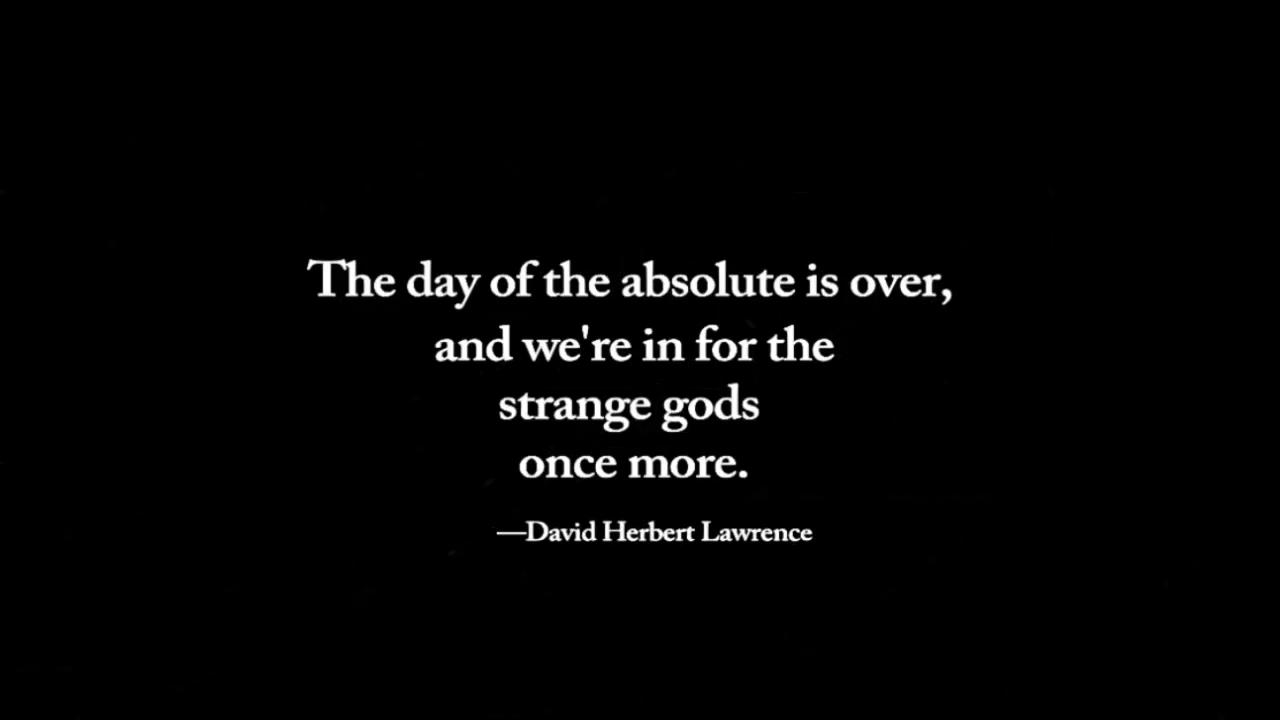 The day of the absolute is over,
and we're in for the
strange gods
once more.
—David Herbert Lawrence